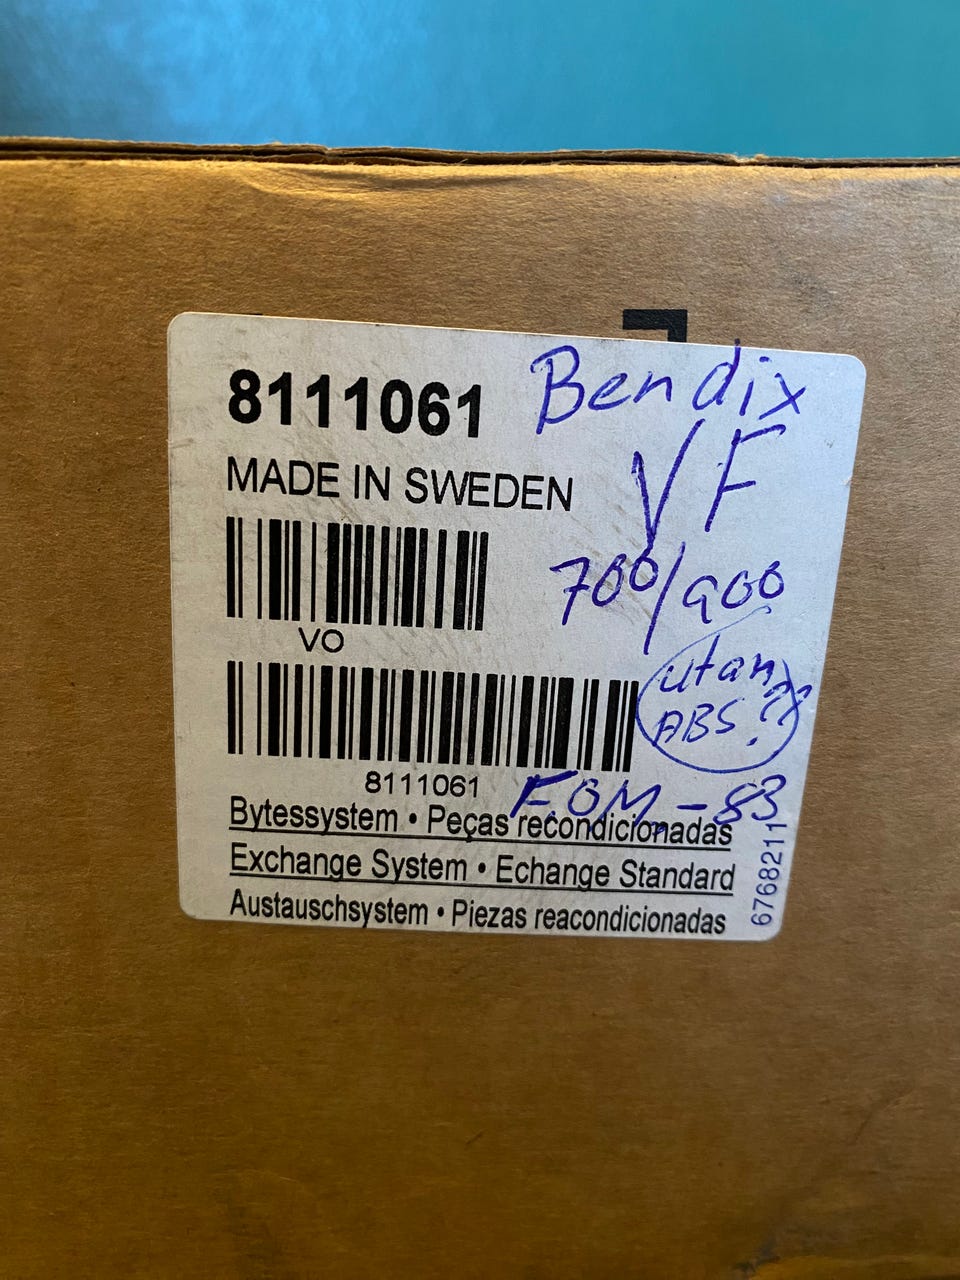 8111061
Bendix
MADE IN SWEDEN
VF
700/900
VO
utan
ABS.??
8111061
F.O.M. - 83
Bytessystem • Peças recondicionadas
Exchange System • Echange Standard
Austauschsystem • Piezas reacondicionadas
6768211